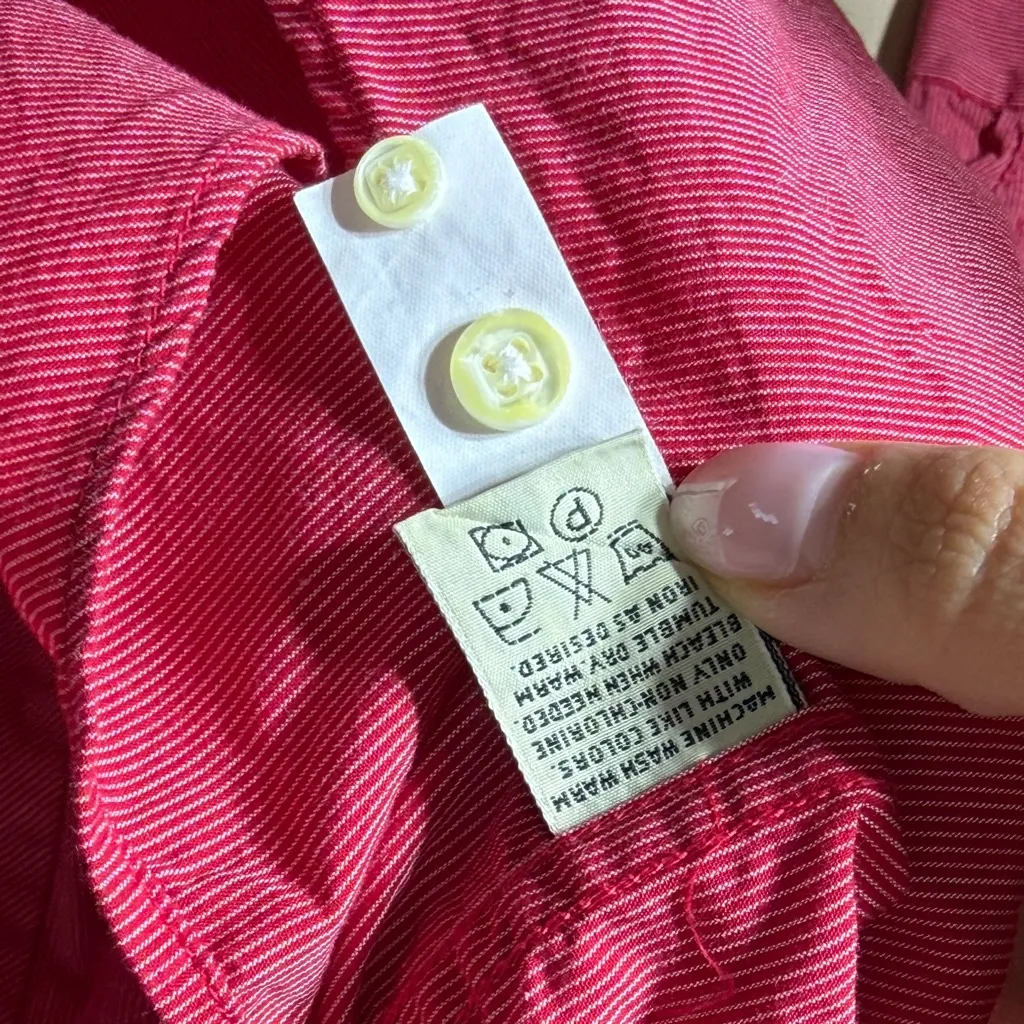 MACHINE WASH WARM
WITH LIKE COLORS.
ONLY NON-CHLORINE
BLEACH WHEN NEEDED.
TUMBLE DRY, WARM
IRON AS DESIRED.
P